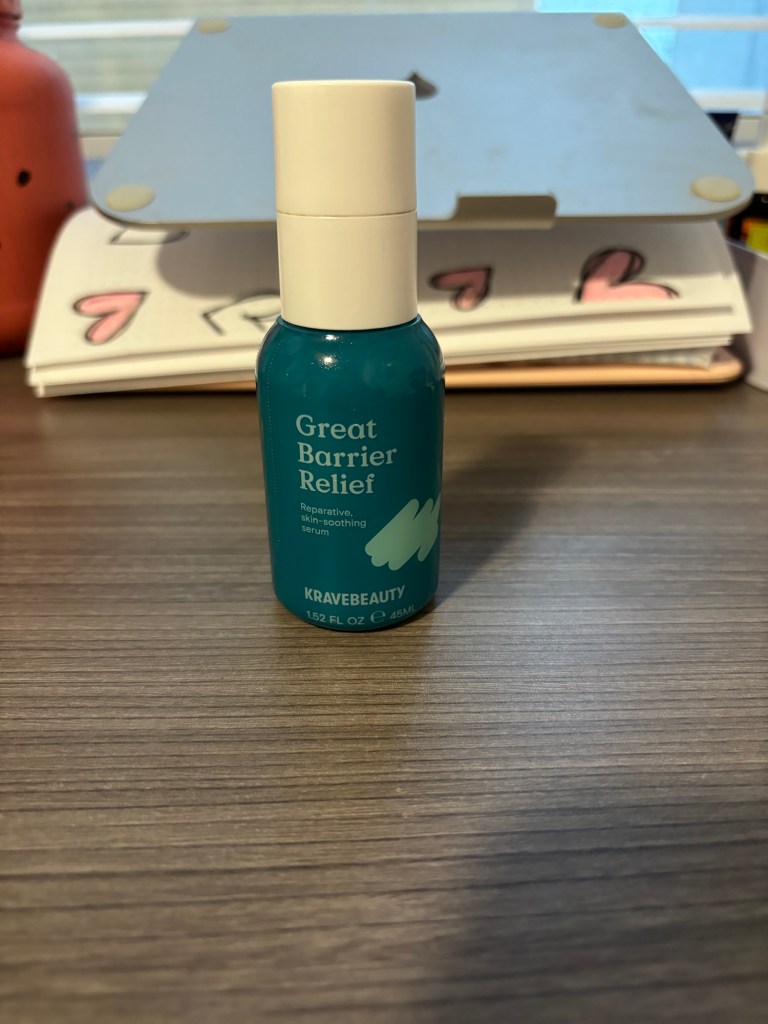 Great
Barrier
Relief
Reparative,
skin-soothing
serum
KRAVEBEAUTY
1.52 FL OZ ℮ 45ML